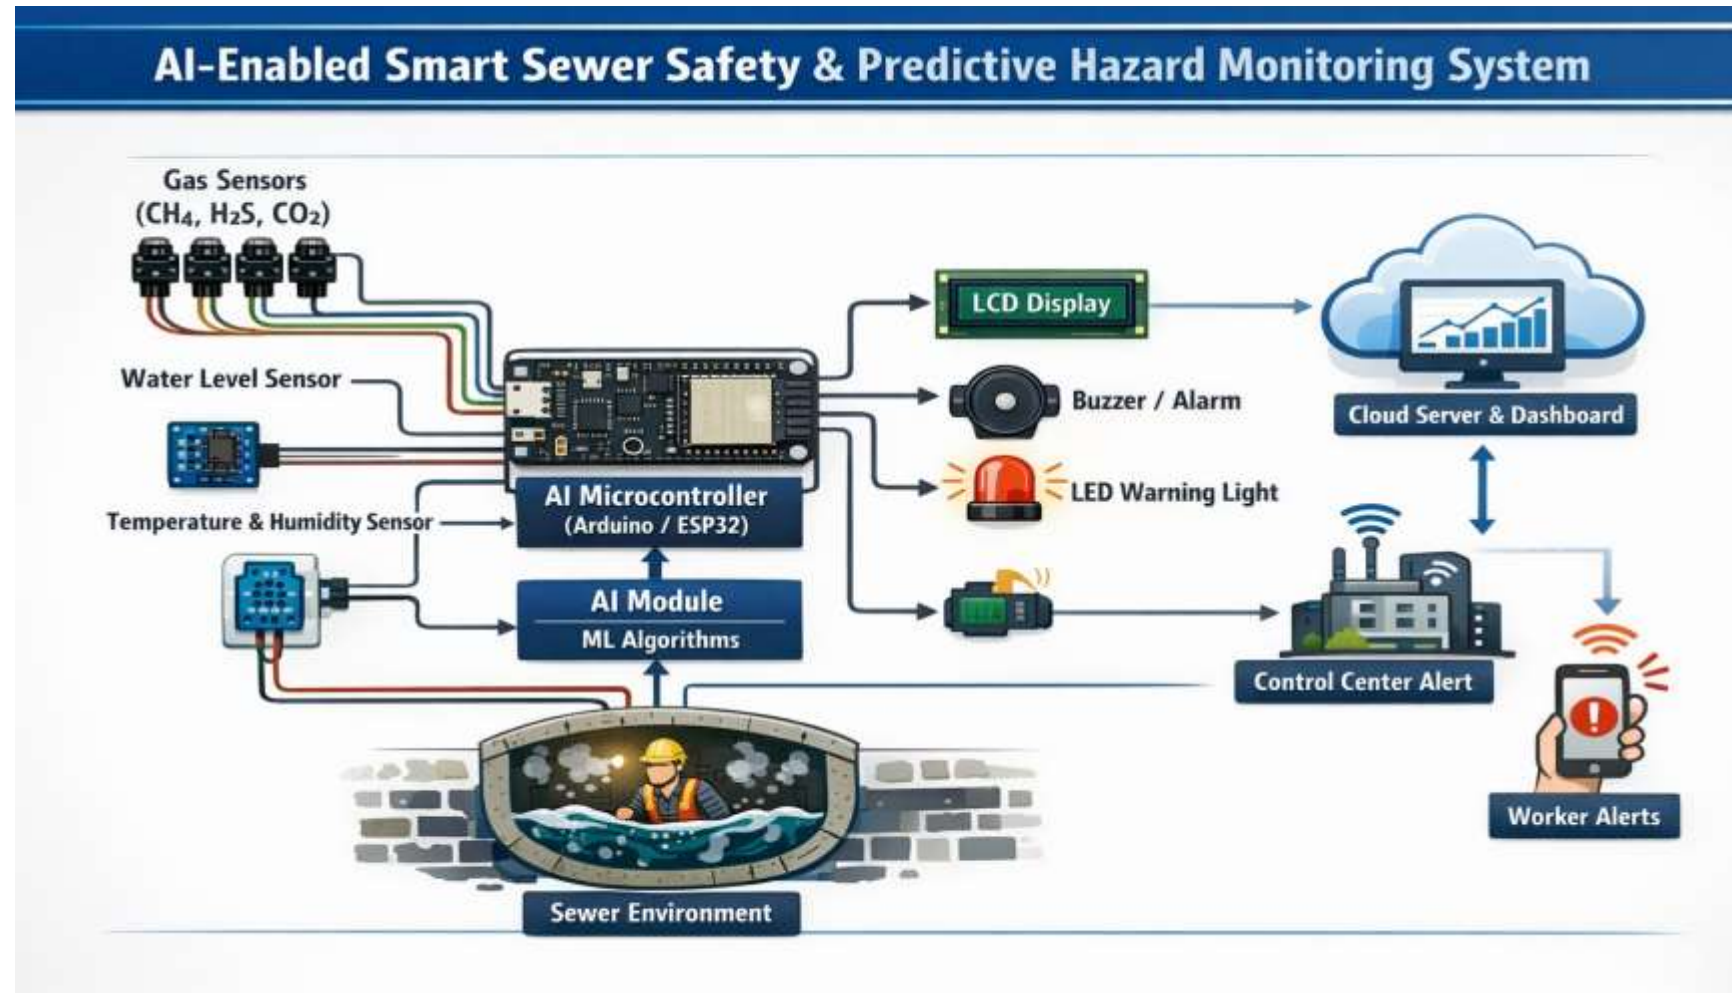 AI-Enabled Smart Sewer Safety & Predictive Hazard Monitoring System
Gas Sensors
(CH₄, H₂S, CO₂)
Water Level Sensor
Temperature & Humidity Sensor
AI Microcontroller
(Arduino / ESP32)
AI Module
ML Algorithms
Sewer Environment
LCD Display
Buzzer / Alarm
LED Warning Light
Cloud Server & Dashboard
Control Center Alert
Worker Alerts